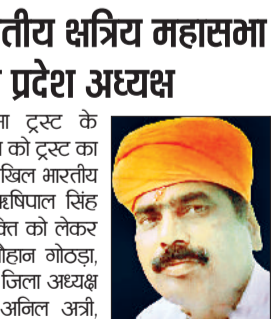 तीय क्षत्रिय महासभा
प्रदेश अध्यक्ष
ट्रस्ट के
को ट्रस्ट का
खिल भारतीय
ऋषिपाल सिंह
को लेकर
चौहान गोठड़ा,
जिला अध्यक्ष
अनिल अत्री,